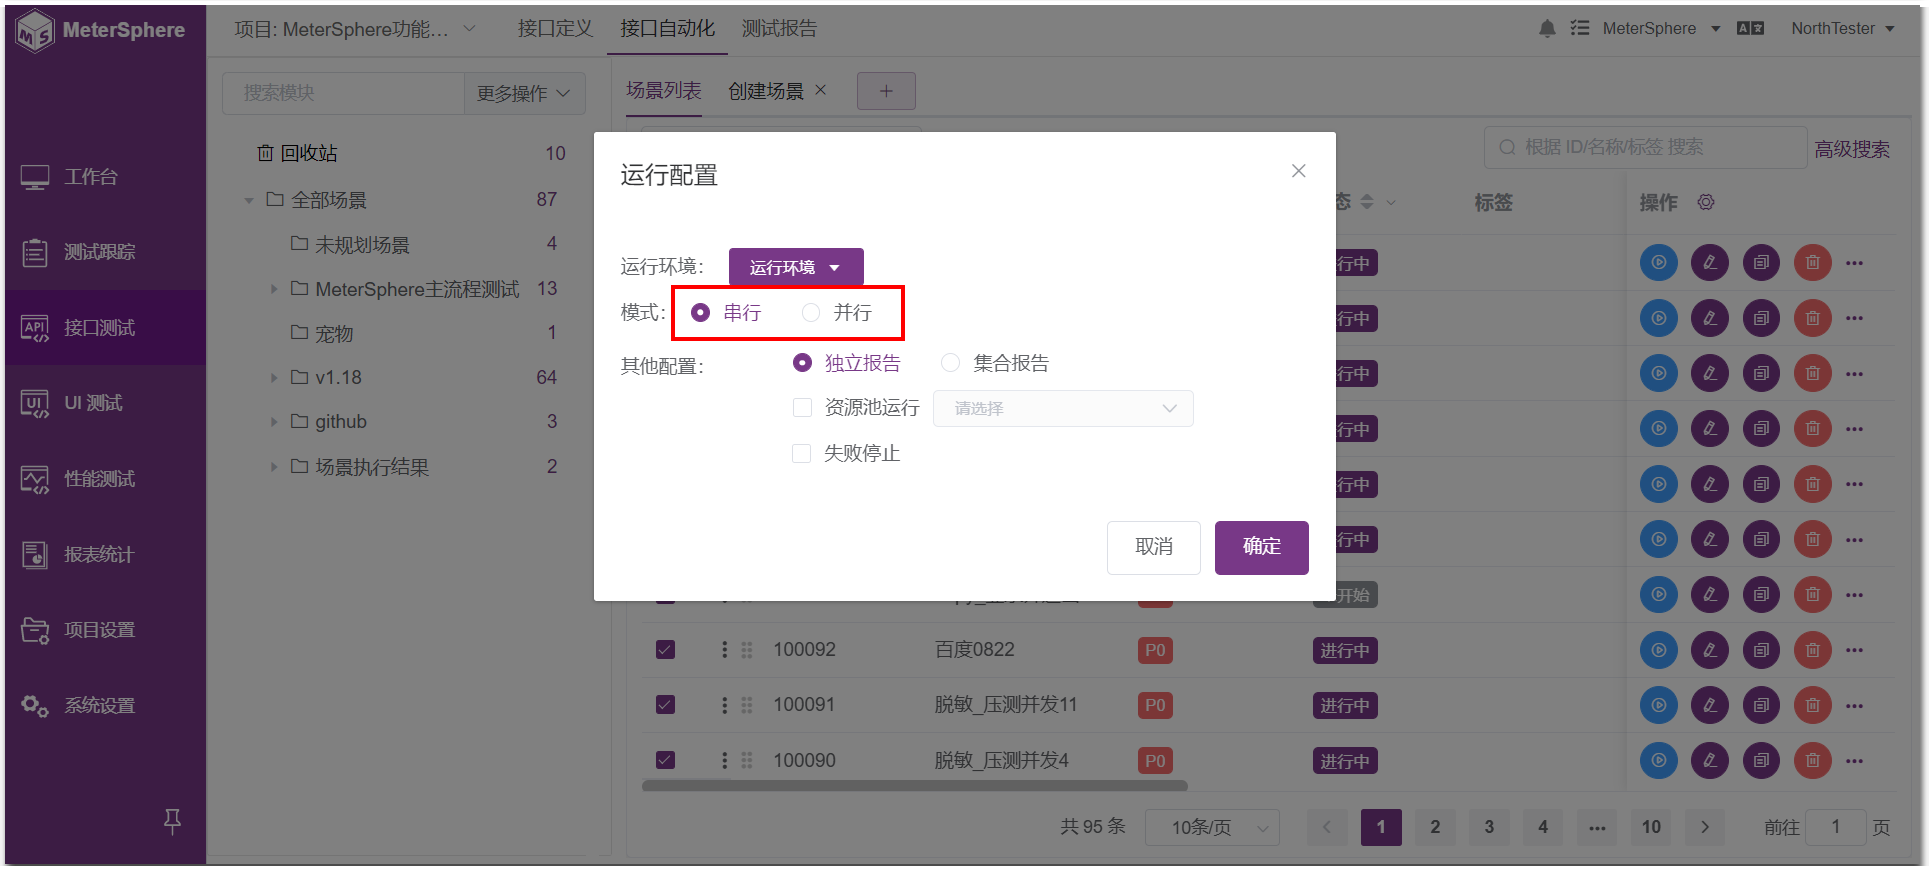 MeterSphere
项目: MeterSphere功能...
接口定义
接口自动化
测试报告
MeterSphere
NorthTester
工作台
测试跟踪
接口测试
UI 测试
性能测试
报表统计
项目设置
系统设置
搜索模块
更多操作
回收站 10
全部场景 87
未规划场景 4
MeterSphere主流程测试 13
宠物 1
v1.18 64
github 3
场景执行结果 2
场景列表
创建场景
根据 ID/名称/标签 搜索
高级搜索
态
标签
操作
运行配置
运行环境:
运行环境
模式:
串行
并行
其他配置:
独立报告
集合报告
资源池运行
请选择
失败停止
取消
确定
行中
行中
行中
行中
行中
行中
开始
100092 百度0822 P0 进行中
100091 脱敏_压测并发11 P0 进行中
100090 脱敏_压测并发4 P0 进行中
共 95 条
10条/页
1 2 3 4 ... 10
前往 1 页